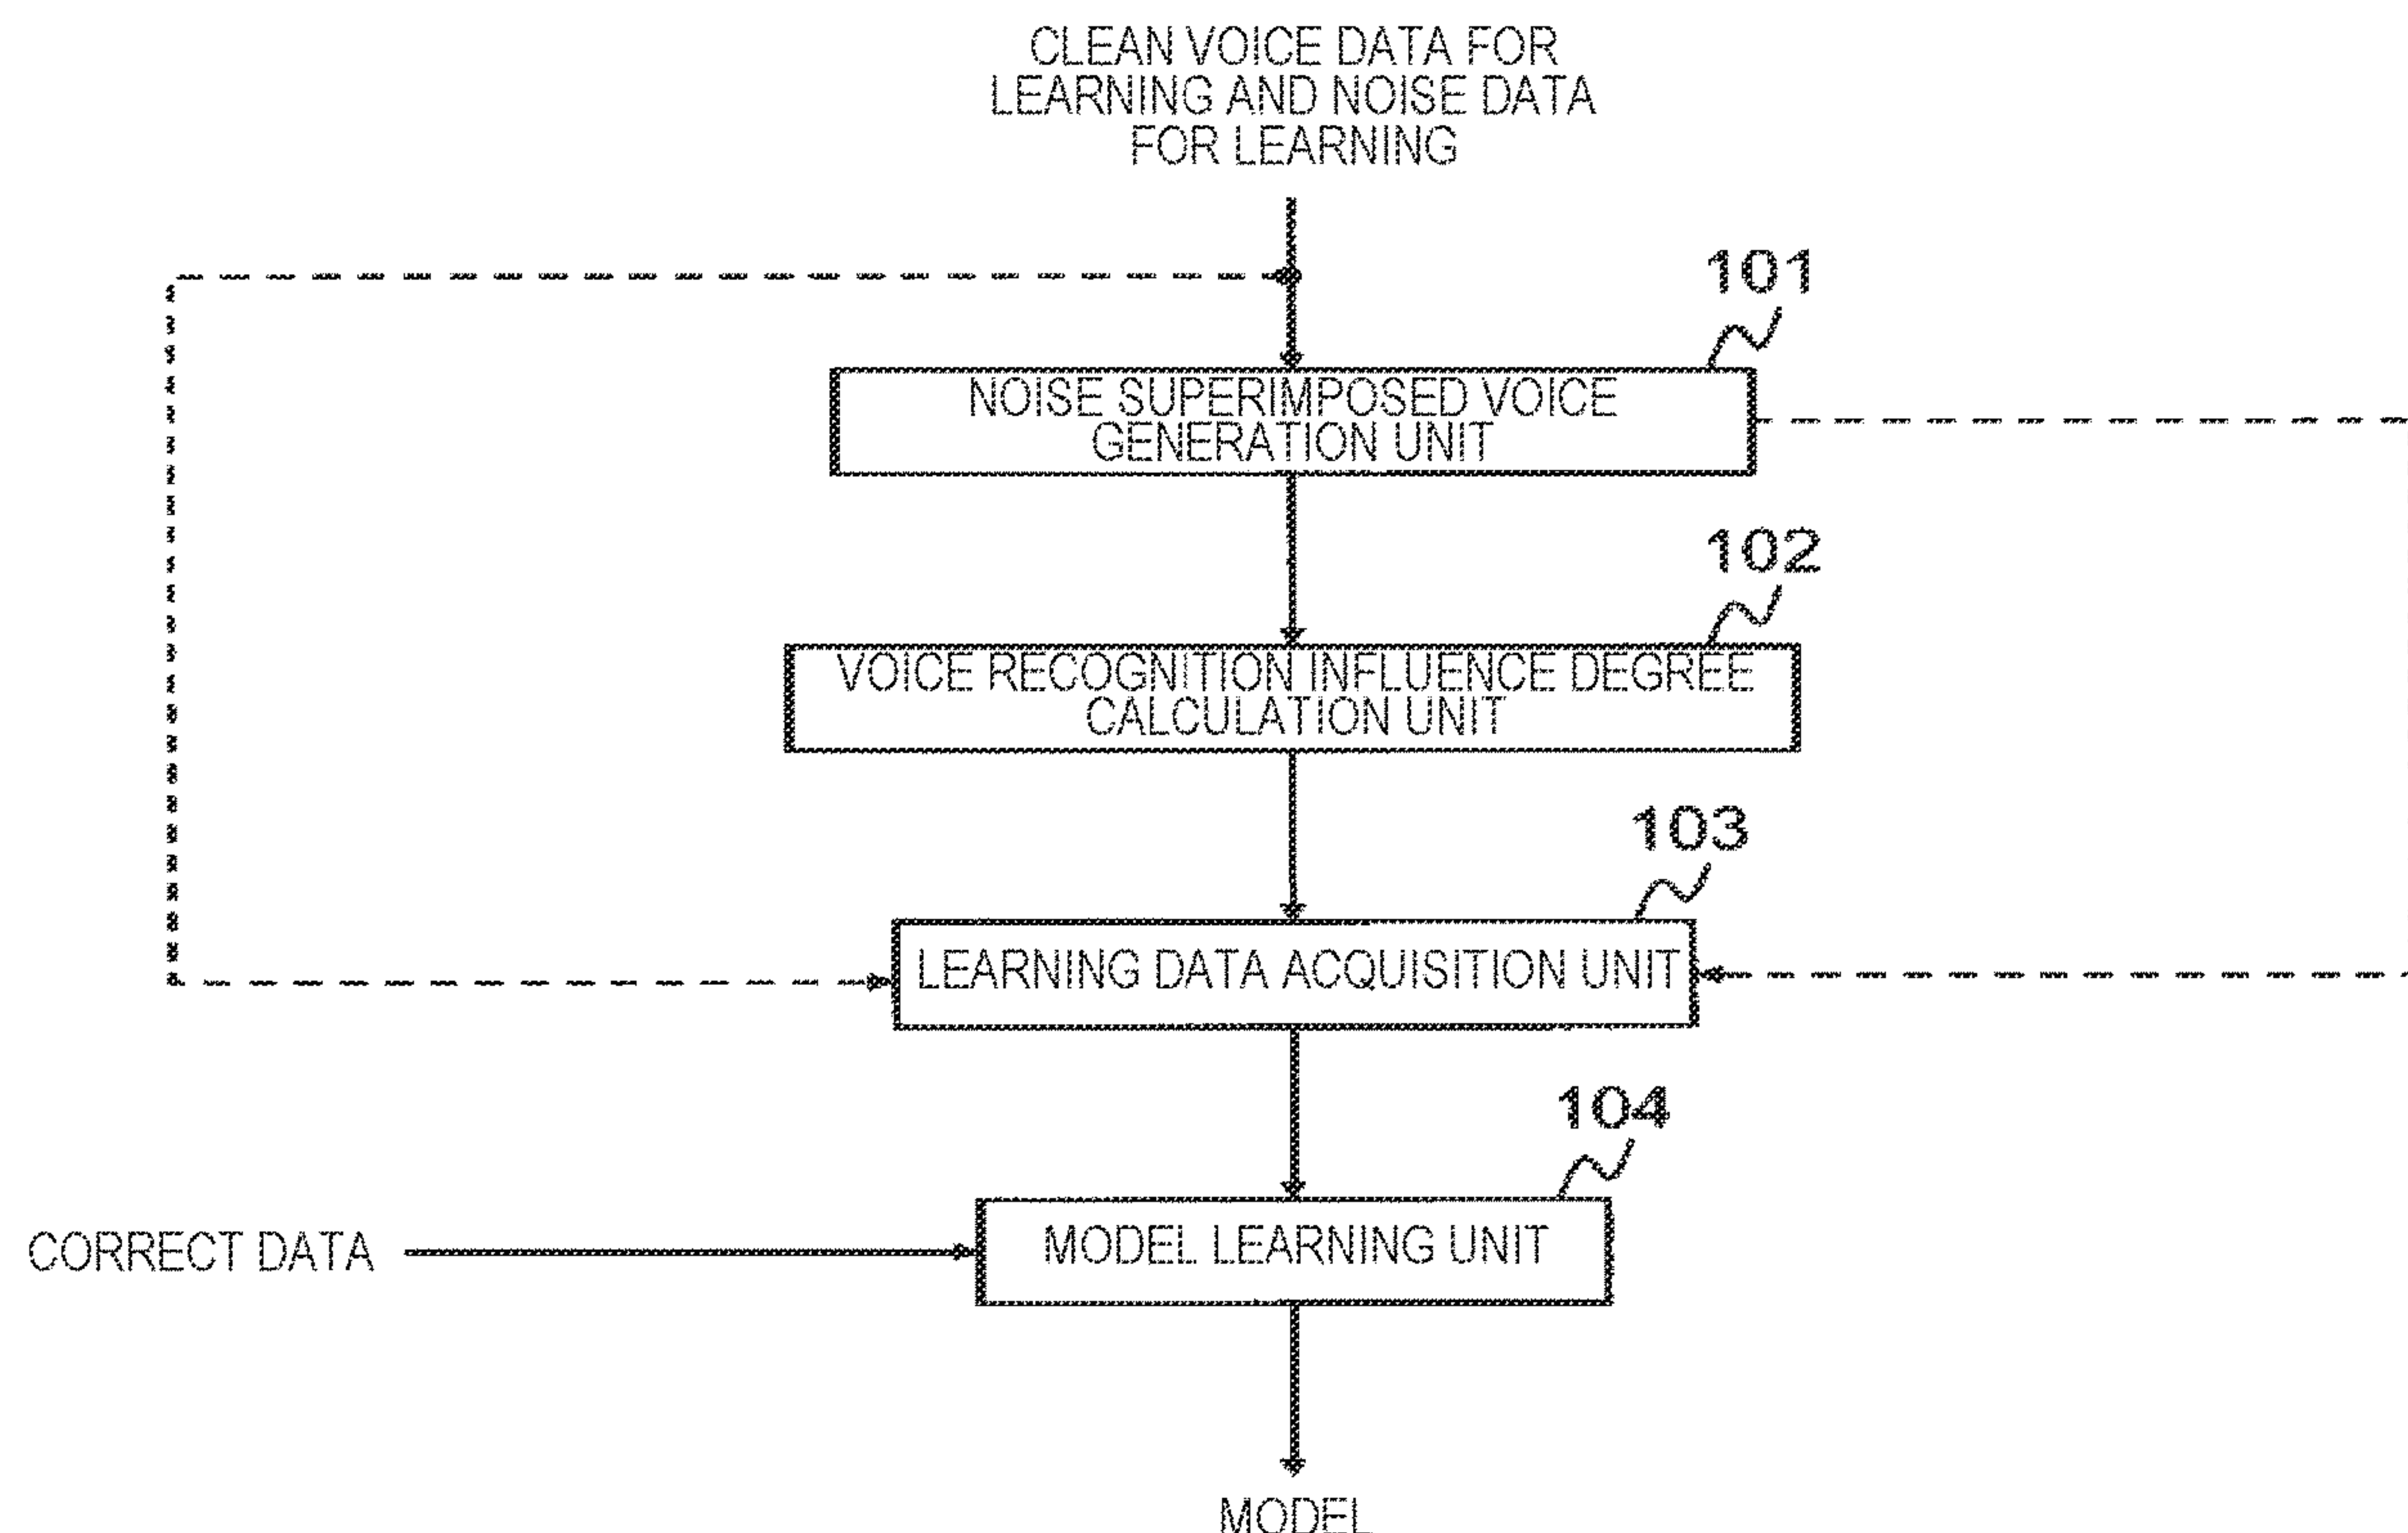 CLEAN VOICE DATA FOR
LEARNING AND NOISE DATA
FOR LEARNING
101
NOISE SUPERIMPOSED VOICE
GENERATION UNIT
102
VOICE RECOGNITION INFLUENCE DEGREE
CALCULATION UNIT
103
LEARNING DATA ACQUISITION UNIT
104
CORRECT DATA
MODEL LEARNING UNIT
MODEL